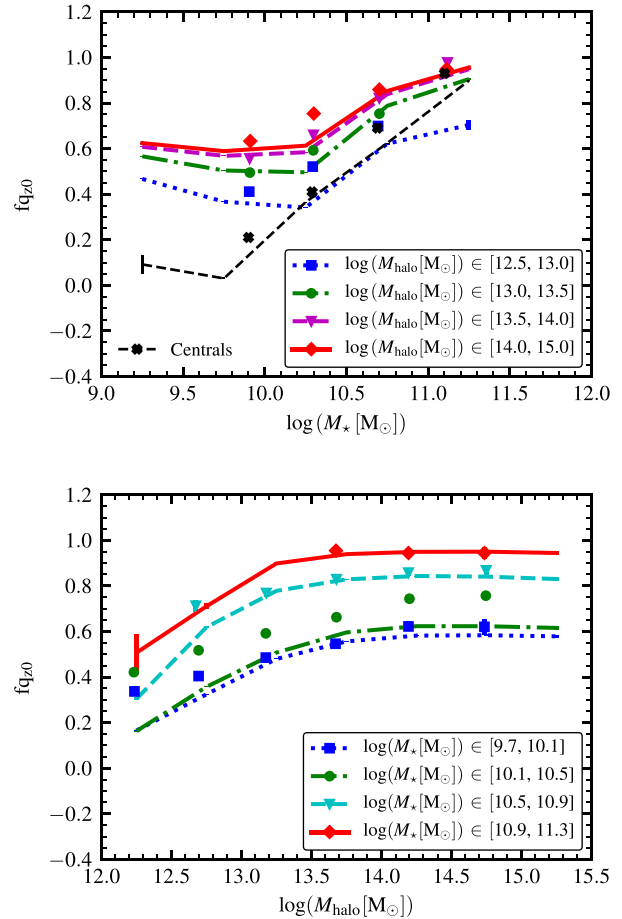 1.2
1.0
0.8
0.6
0.4
0.2
0.0
−0.2
−0.4
fq_{z0}
log(M_halo[M_⊙]) ∈ [12.5, 13.0]
log(M_halo[M_⊙]) ∈ [13.0, 13.5]
log(M_halo[M_⊙]) ∈ [13.5, 14.0]
log(M_halo[M_⊙]) ∈ [14.0, 15.0]
Centrals
9.0 9.5 10.0 10.5 11.0 11.5 12.0
log(M_⋆[M_⊙])
1.2
1.0
0.8
0.6
0.4
0.2
0.0
−0.2
−0.4
fq_{z0}
log(M_⋆[M_⊙]) ∈ [9.7, 10.1]
log(M_⋆[M_⊙]) ∈ [10.1, 10.5]
log(M_⋆[M_⊙]) ∈ [10.5, 10.9]
log(M_⋆[M_⊙]) ∈ [10.9, 11.3]
12.0 12.5 13.0 13.5 14.0 14.5 15.0 15.5
log(M_halo[M_⊙])